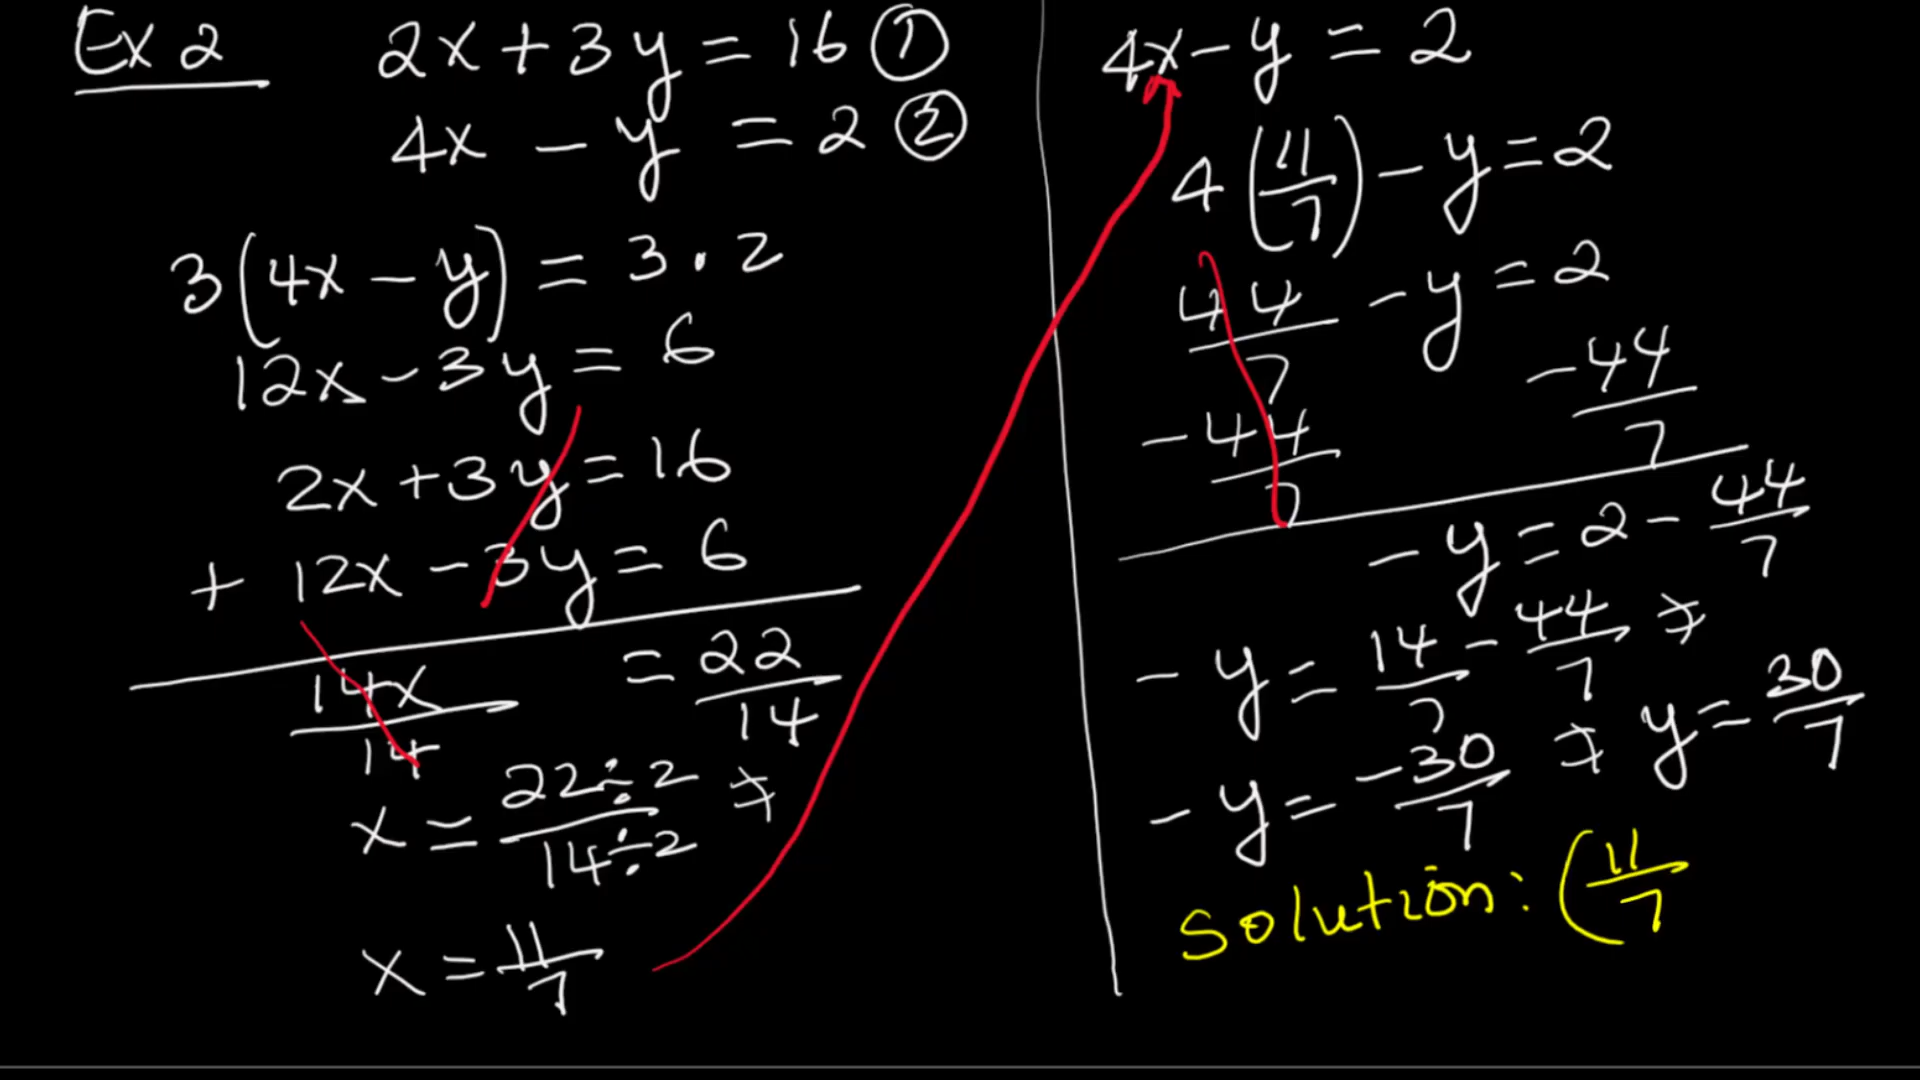 Ex 2
2x + 3y = 16 ①
4x - y = 2 ②
3(4x - y) = 3 · 2
12x - 3y = 6
2x + 3y = 16
+ 12x - 3y = 6
14x/14 = 22/14
x = 22÷2/14÷2 ⇒
x = 11/7
4x - y = 2
4(11/7) - y = 2
44/7 - y = 2
-44/7 -44/7
-y = 2 - 44/7
-y = 14/7 - 44/7 ⇒
-y = -30/7 ⇒ y = 30/7
Solution: (11/7